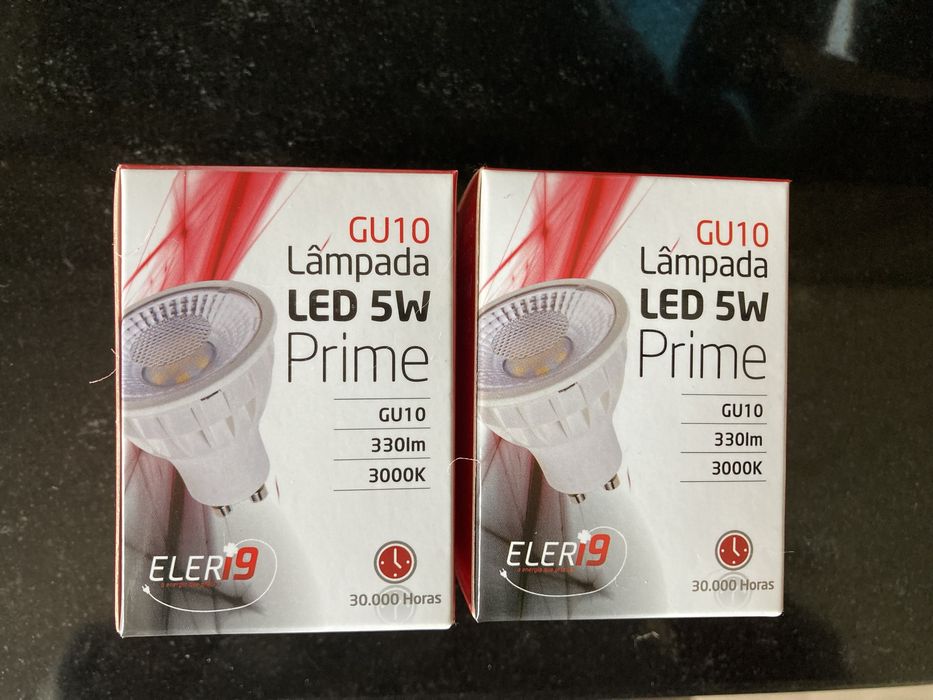 GU10
Lâmpada
LED 5W
Prime
GU10
330lm
3000K
ELERi9
30.000 Horas
GU10
Lâmpada
LED 5W
Prime
GU10
330lm
3000K
ELERi9
30.000 Horas